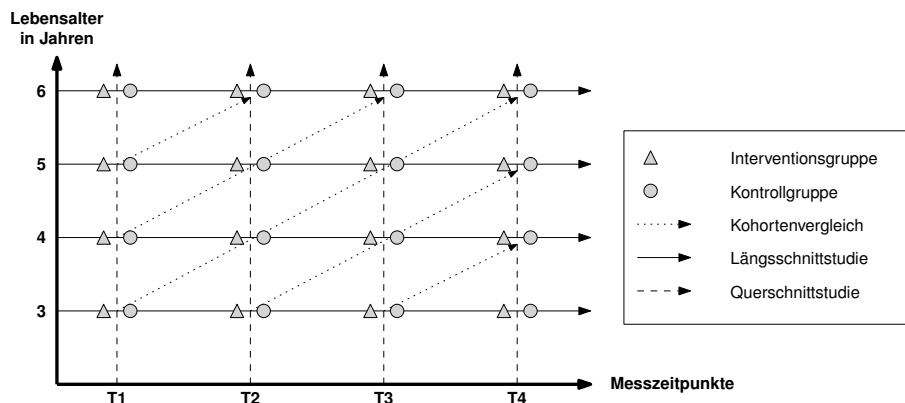 Lebensalter
in Jahren
6
5
4
3
T1
T2
T3
T4
Messzeitpunkte
Interventionsgruppe
Kontrollgruppe
Kohortenvergleich
Längsschnittstudie
Querschnittstudie